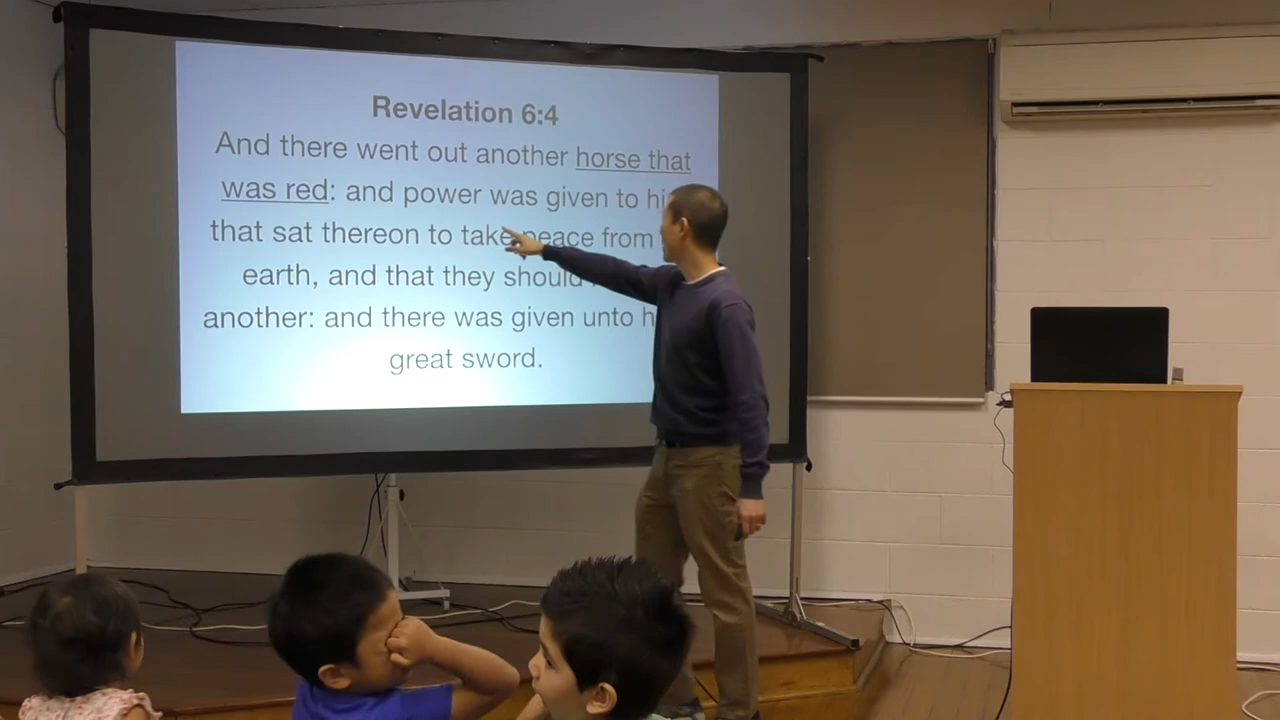 Revelation 6:4
And there went out another horse that
was red: and power was given to
that sat thereon to take peace from
earth, and that they should
another: and there was given unto
great sword.